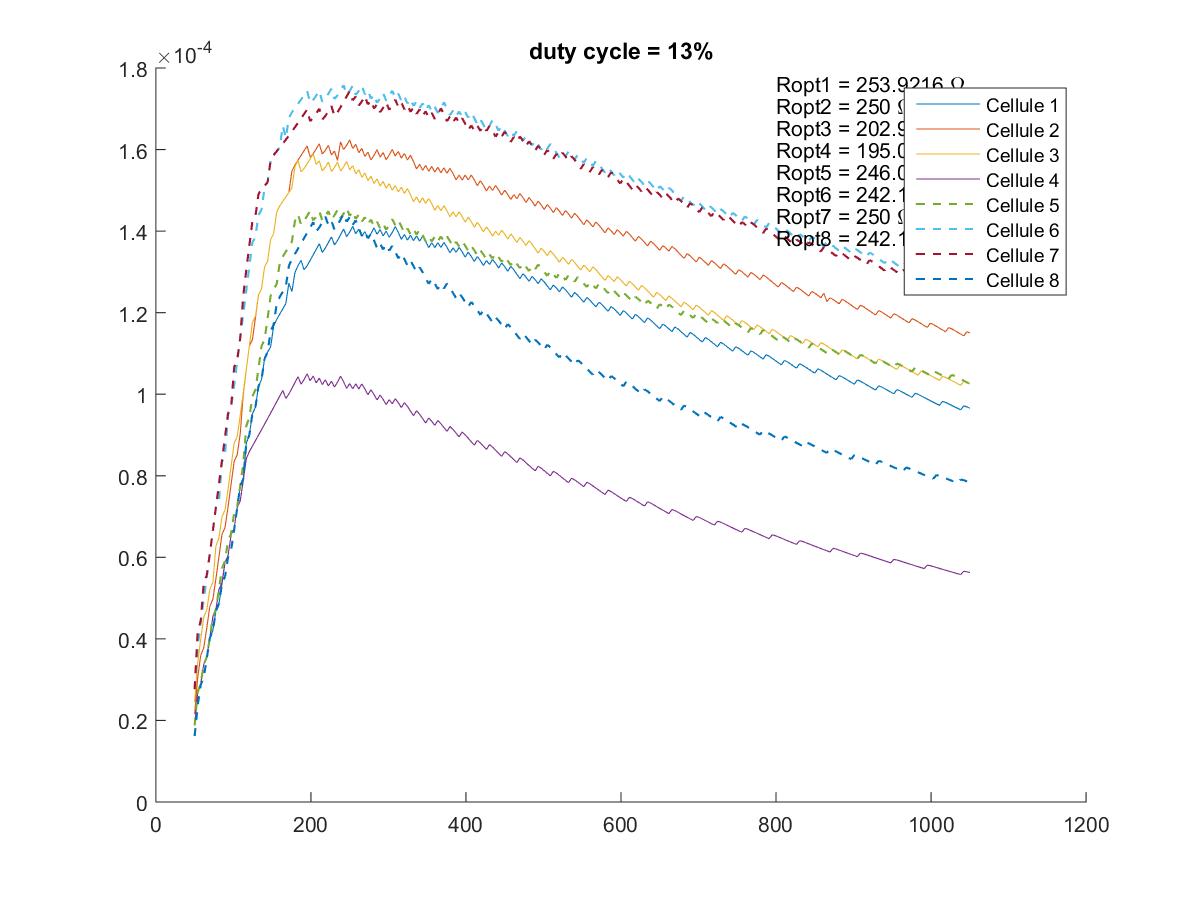 duty cycle = 13%
×10-4
1.8
1.6
1.4
1.2
1
0.8
0.6
0.4
0.2
0
0 200 400 600 800 1000 1200
Ropt1 = 253.9216 Ω
Ropt2 = 250
Ropt3 = 202.9
Ropt4 = 195.0
Ropt5 = 246.0
Ropt6 = 242.1
Ropt7 = 250
Ropt8 = 242.1
Cellule 1
Cellule 2
Cellule 3
Cellule 4
Cellule 5
Cellule 6
Cellule 7
Cellule 8